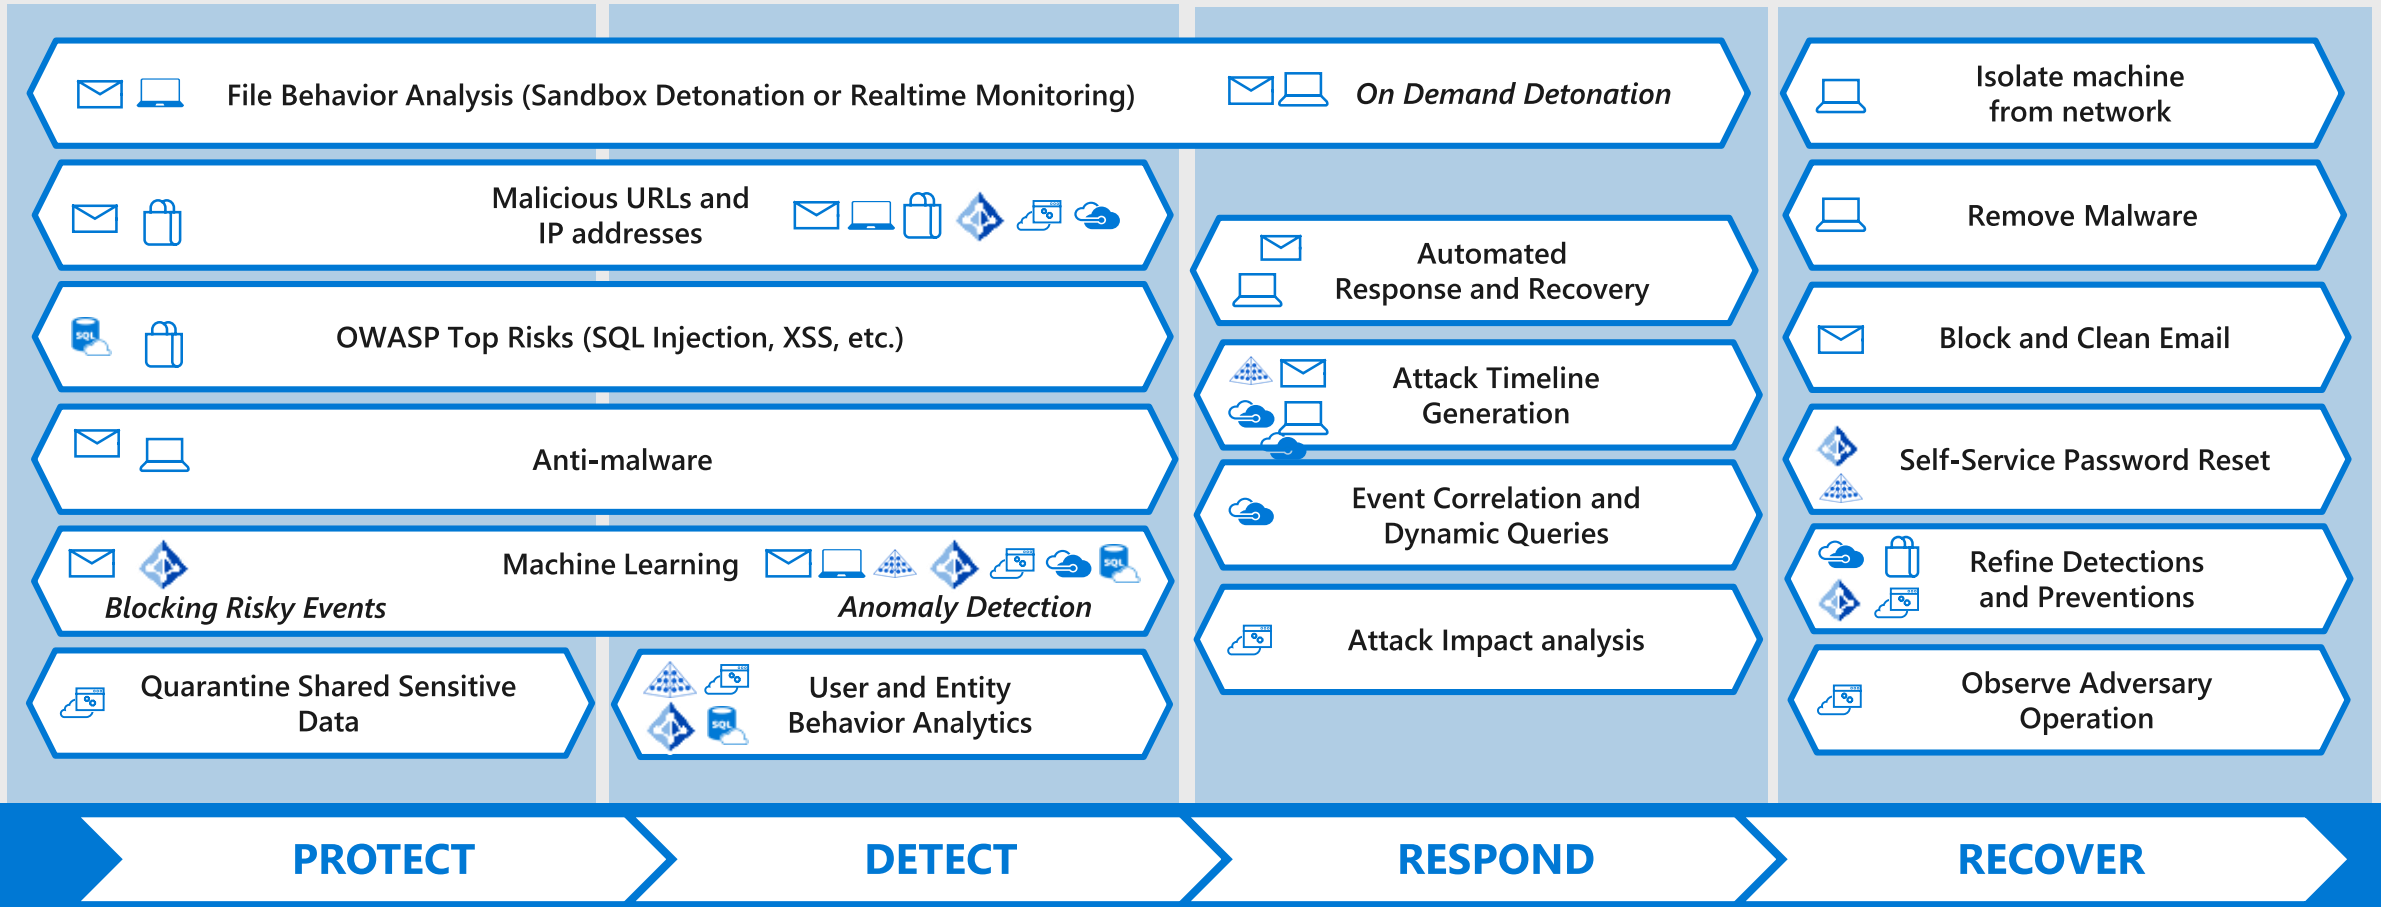 File Behavior Analysis (Sandbox Detonation or Realtime Monitoring)
On Demand Detonation
Malicious URLs and
IP addresses
OWASP Top Risks (SQL Injection, XSS, etc.)
SQL
Anti-malware
Machine Learning
SQL
Blocking Risky Events
Anomaly Detection
Quarantine Shared Sensitive
Data
User and Entity
Behavior Analytics
SQL
Automated
Response and Recovery
Attack Timeline
Generation
Event Correlation and
Dynamic Queries
Attack Impact analysis
Isolate machine
from network
Remove Malware
Block and Clean Email
Self-Service Password Reset
Refine Detections
and Preventions
Observe Adversary
Operation
PROTECT
DETECT
RESPOND
RECOVER